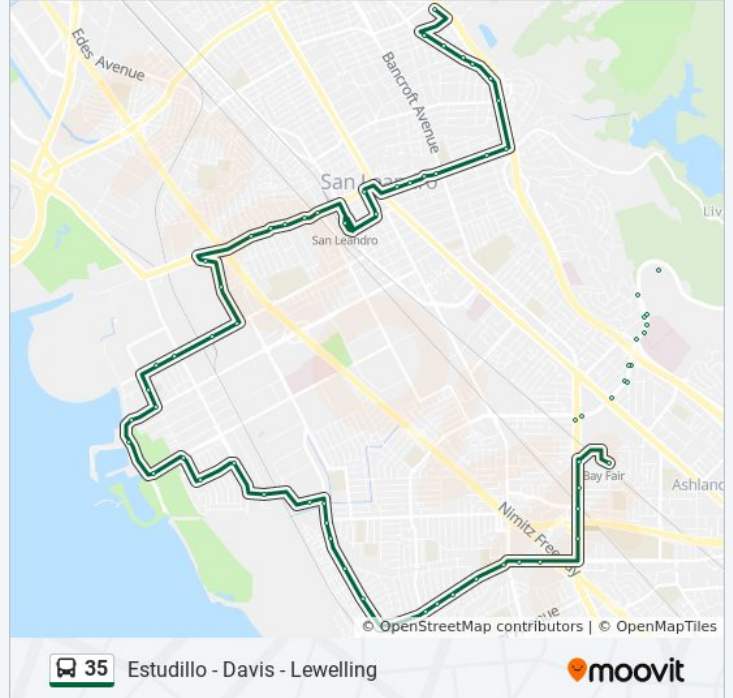 Edes Avenue
Bancroft Avenue
San Leandro
Liv
San Leandro
Bay Fair
Ashland
Nimitz Freeway
nue
© OpenStreetMap contributors | © OpenMapTiles
35 Estudillo - Davis - Lewelling
moovit